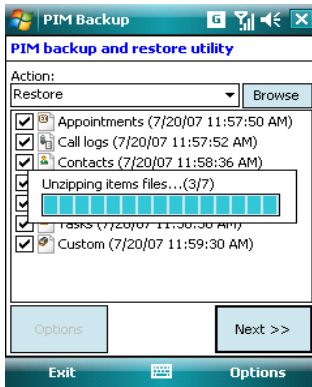 PIM Backup
G
PIM backup and restore utility
Action:
Restore
Browse
Appointments (7/20/07 11:57:50 AM)
Call logs (7/20/07 11:57:52 AM)
Contacts (7/20/07 11:58:36 AM)
Unzipping items files...(3/7)
Tasks (7/20/07 11:58:58 AM)
Custom (7/20/07 11:59:30 AM)
Options
Next >>
Exit
Options